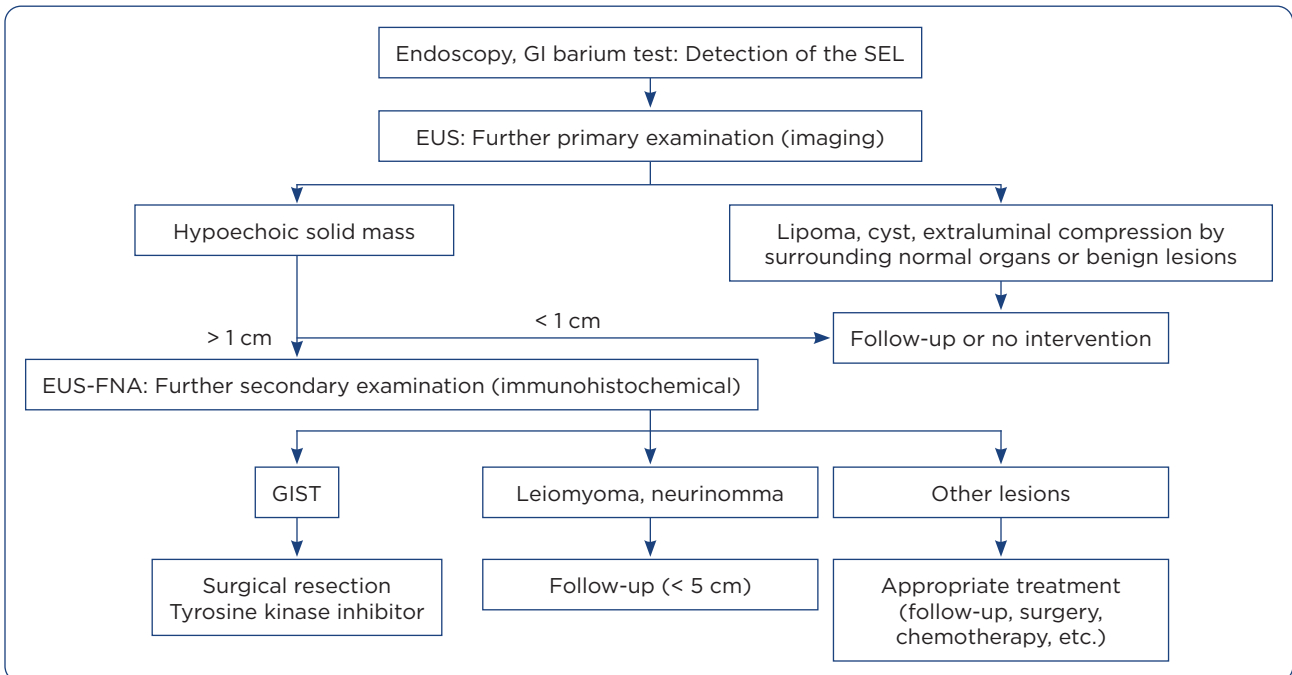 Endoscopy, GI barium test: Detection of the SEL
EUS: Further primary examination (imaging)
Hypoechoic solid mass
Lipoma, cyst, extraluminal compression by
surrounding normal organs or benign lesions
< 1 cm
> 1 cm
Follow-up or no intervention
EUS-FNA: Further secondary examination (immunohistochemical)
GIST
Leiomyoma, neurinomma
Other lesions
Surgical resection
Tyrosine kinase inhibitor
Follow-up (< 5 cm)
Appropriate treatment
(follow-up, surgery,
chemotherapy, etc.)